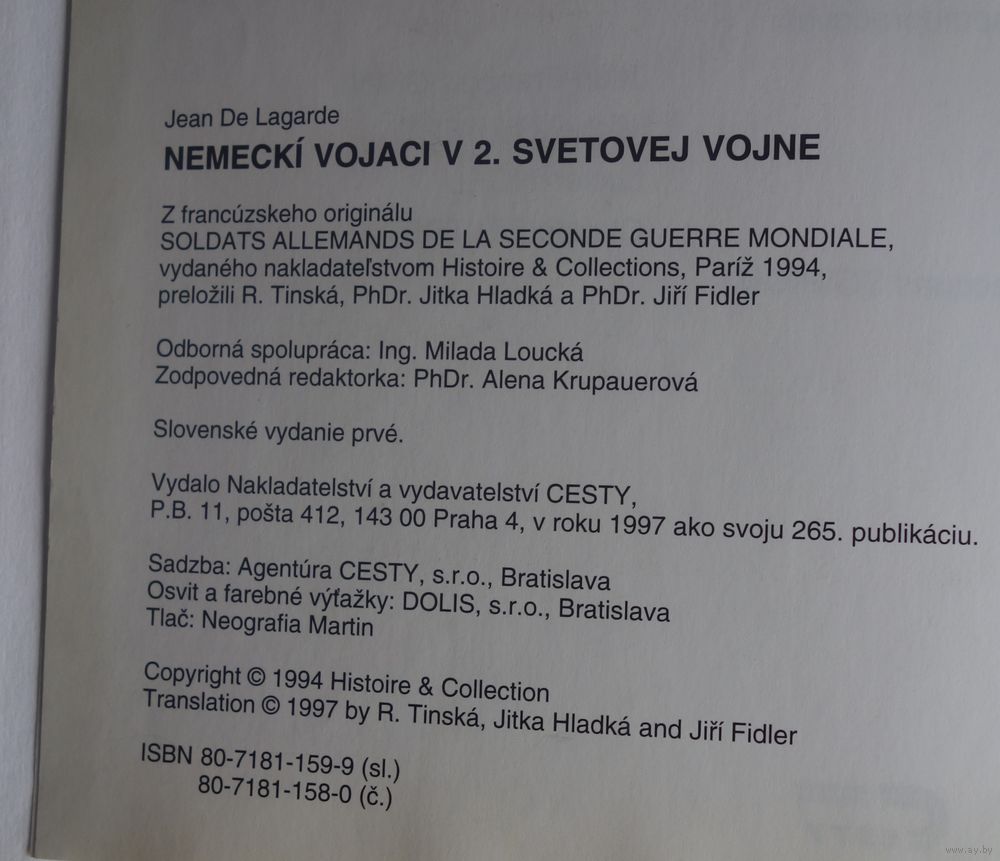 Jean De Lagarde
NEMECKÍ VOJACI V 2. SVETOVEJ VOJNE
Z francúzskeho originálu
SOLDATS ALLEMANDS DE LA SECONDE GUERRE MONDIALE,
vydaného nakladateľstvom Histoire & Collections, Paríž 1994,
preložili R. Tinská, PhDr. Jitka Hladká a PhDr. Jiří Fidler
Odborná spolupráca: Ing. Milada Loucká
Zodpovedná redaktorka: PhDr. Alena Krupauerová
Slovenské vydanie prvé.
Vydalo Nakladatelství a vydavatelství CESTY,
P.B. 11, pošta 412, 143 00 Praha 4, v roku 1997 ako svoju 265. publikáciu.
Sadzba: Agentúra CESTY, s.r.o., Bratislava
Osvit a farebné výťažky: DOLIS, s.r.o., Bratislava
Tlač: Neografia Martin
Copyright © 1994 Histoire & Collection
Translation © 1997 by R. Tinská, Jitka Hladká and Jiří Fidler
ISBN 80-7181-159-9 (sl.)
80-7181-158-0 (č.)
www.ay.by